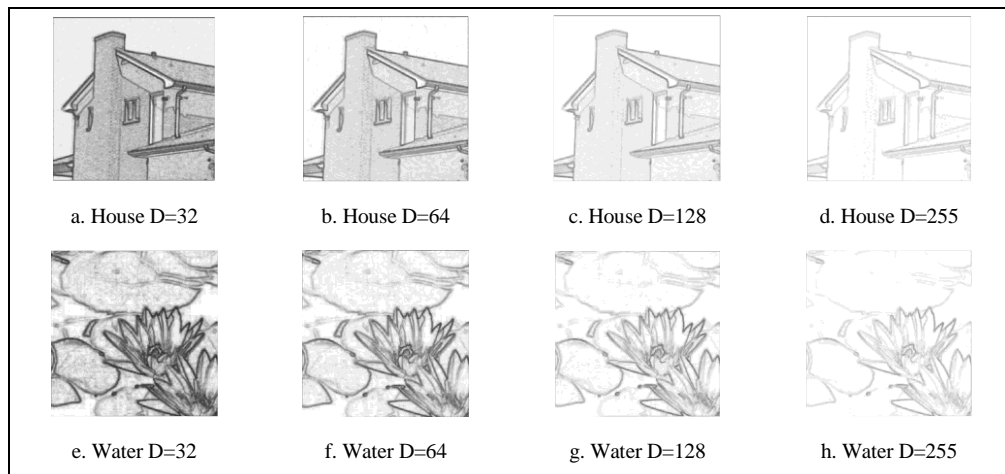 a. House D=32 b. House D=64 c. House D=128 d. House D=255
e. Water D=32 f. Water D=64 g. Water D=128 h. Water D=255